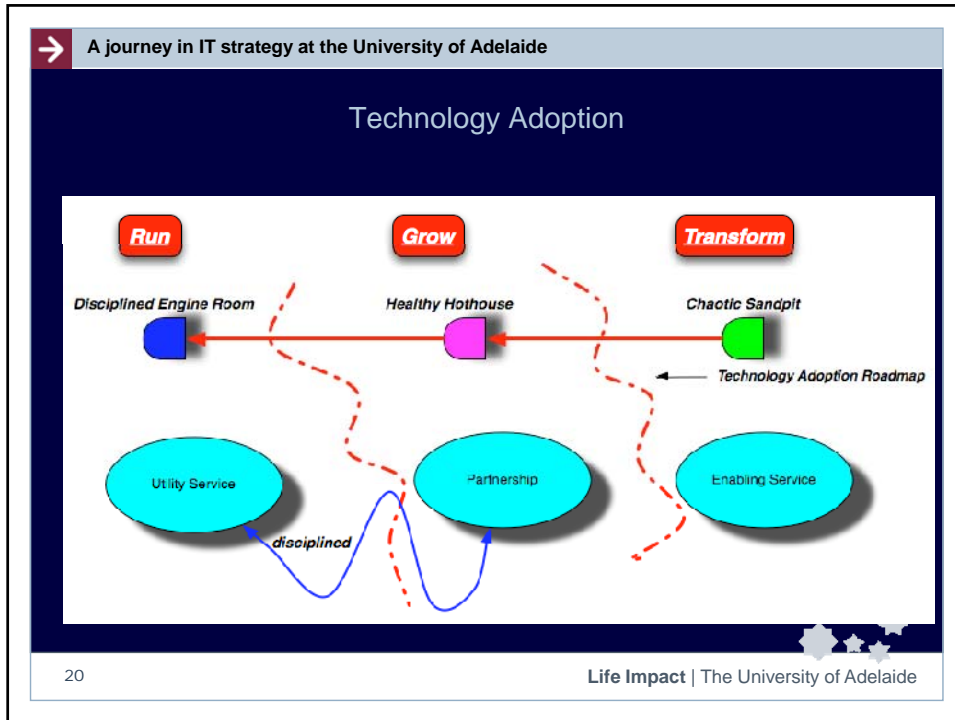 A journey in IT strategy at the University of Adelaide
Technology Adoption
Run
Grow
Transform
Disciplined Engine Room
Healthy Hothouse
Chaotic Sandpit
Technology Adoption Roadmap
Utility Service
Partnership
Enabling Service
disciplined
20
Life Impact | The University of Adelaide